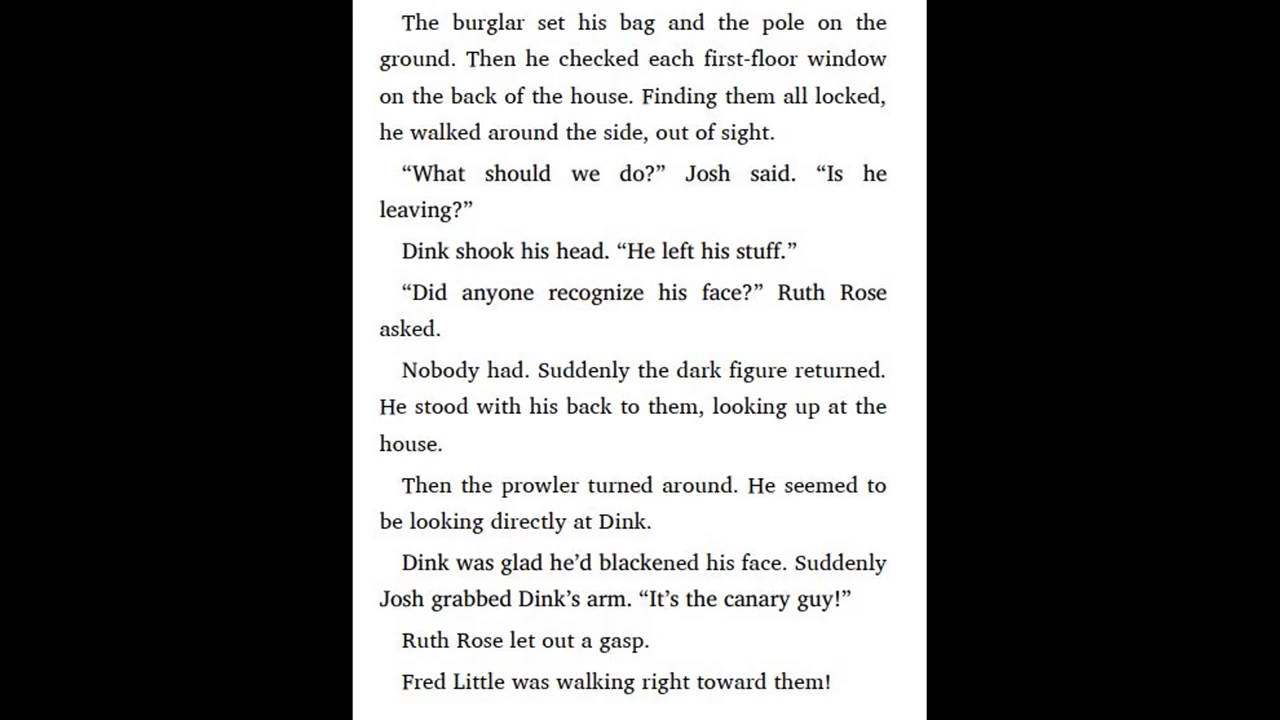 The burglar set his bag and the pole on the
ground. Then he checked each first-floor window
on the back of the house. Finding them all locked,
he walked around the side, out of sight.
“What should we do?” Josh said. “Is he
leaving?”
Dink shook his head. “He left his stuff.”
“Did anyone recognize his face?” Ruth Rose
asked.
Nobody had. Suddenly the dark figure returned.
He stood with his back to them, looking up at the
house.
Then the prowler turned around. He seemed to
be looking directly at Dink.
Dink was glad he’d blackened his face. Suddenly
Josh grabbed Dink’s arm. “It’s the canary guy!”
Ruth Rose let out a gasp.
Fred Little was walking right toward them!